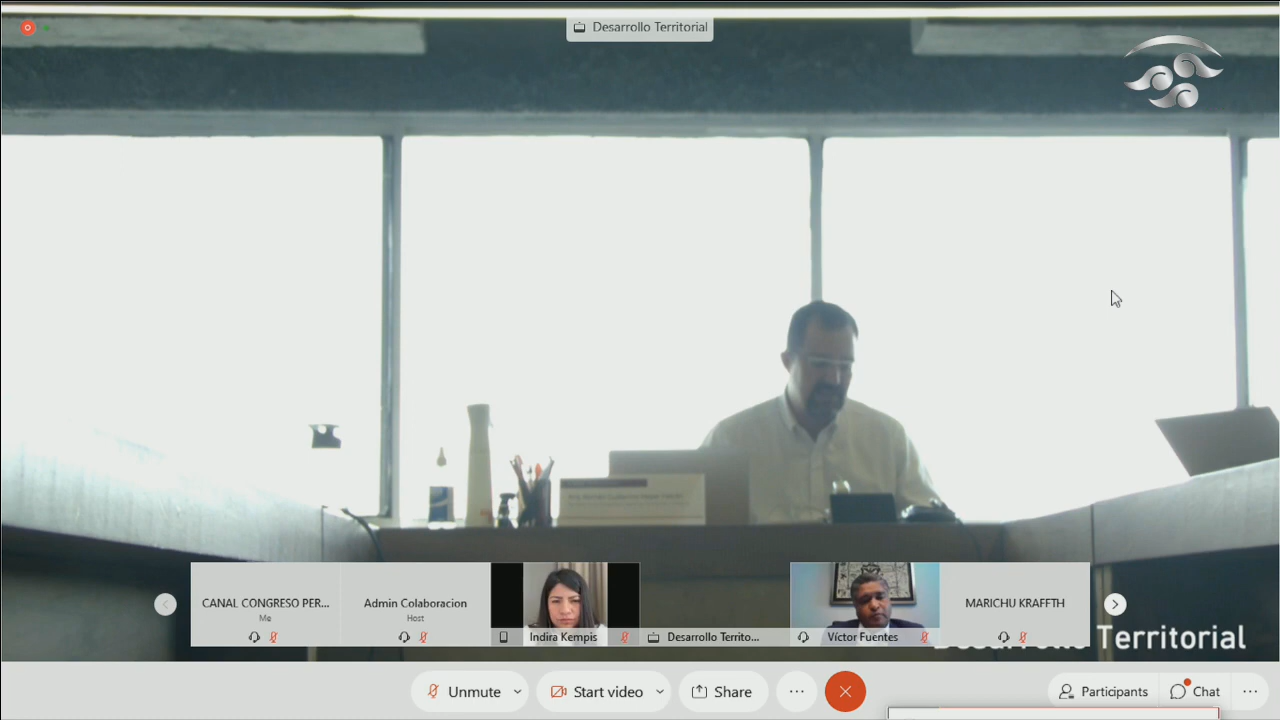 Desarrollo Territorial
CANAL CONGRESO PER...
Me
Admin Colaboracion
Host
Indira Kempis
Desarrollo Territo...
Víctor Fuentes
MARICHU KRAFFTH
Territorial
Unmute
Start video
Share
Participants
Chat